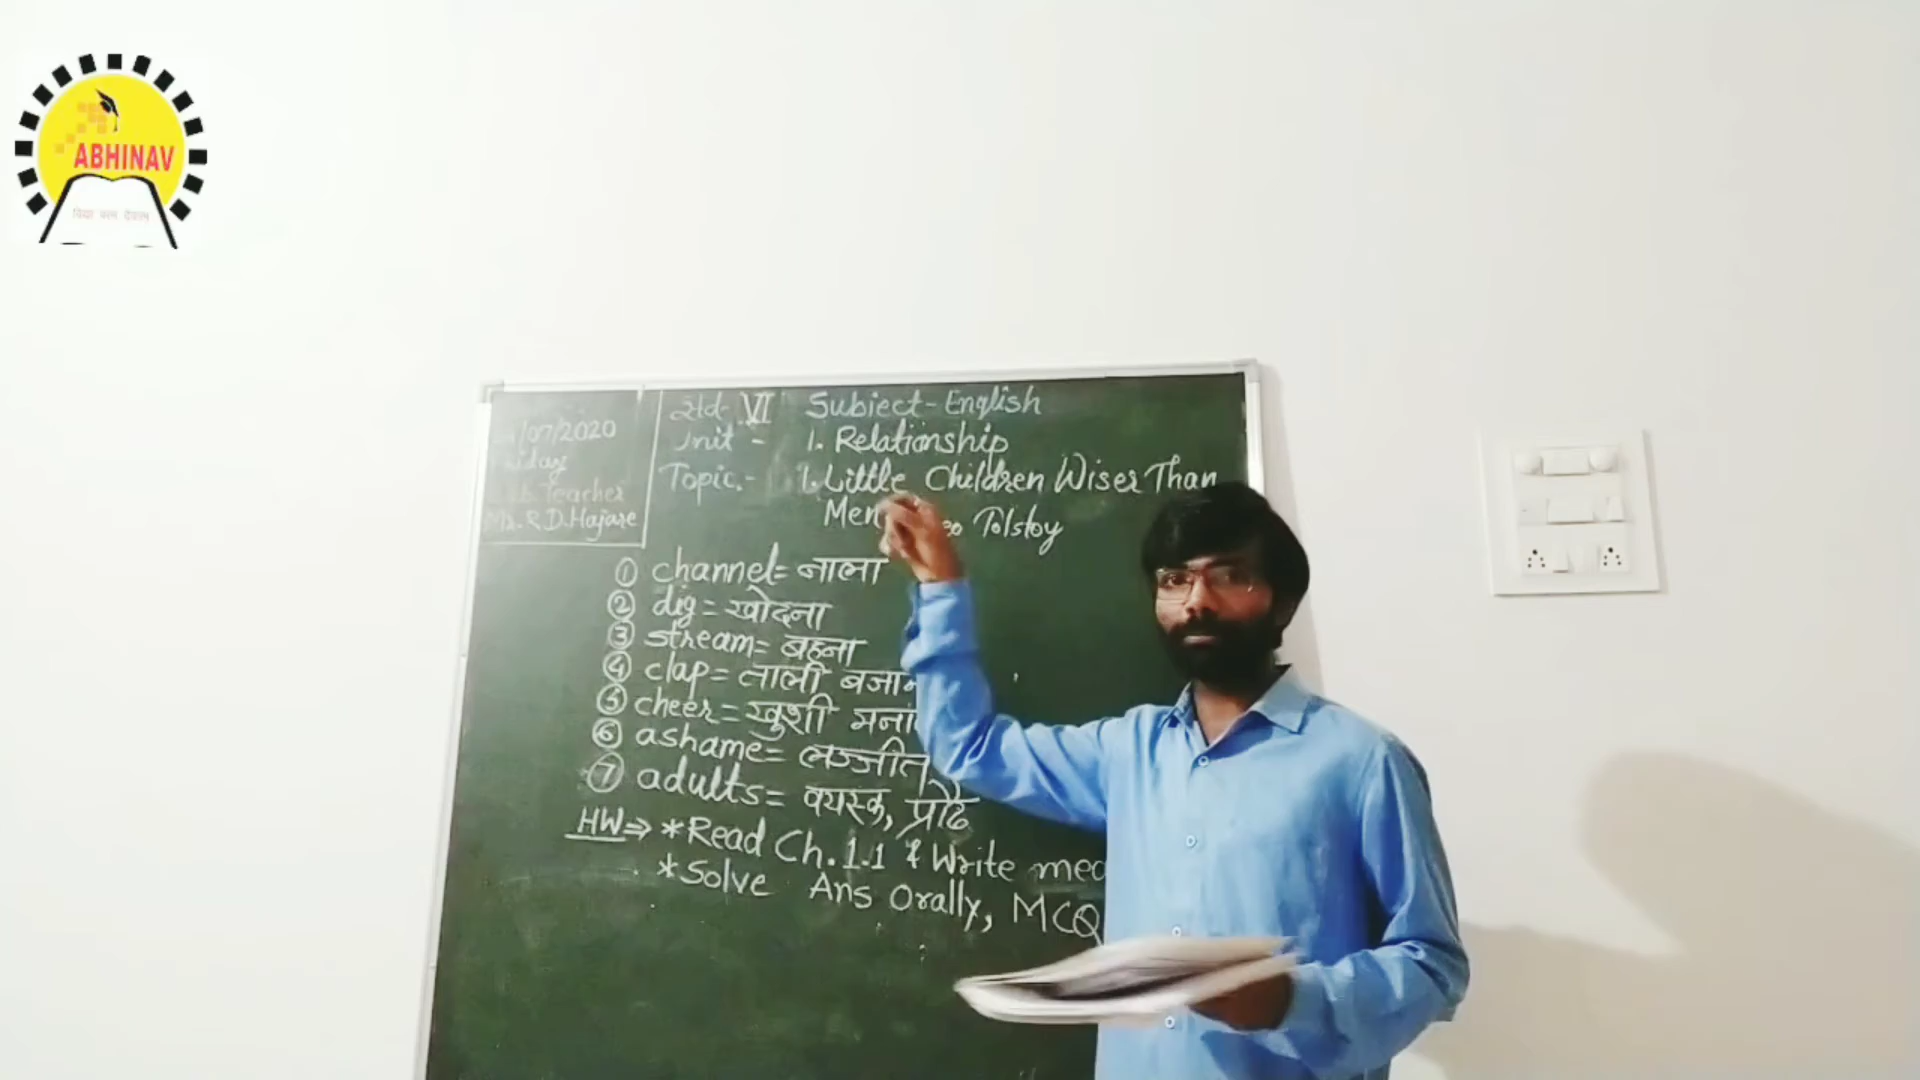 ABHINAV
/07/2020
Teacher
Mr. R.D. Hajare
Std- VI Subject - English
Unit - 1. Relationship
Topic.- 1. Little Children Wiser Than
Men Tolstoy
① channel = नाला
② dig = खोदना
③ stream = बहना
④ clap = ताली
⑤ cheer = खुशी
⑥ ashame = लज्जीत
⑦ adults = वयस्क, प्रौढ
HW ⇒ * Read Ch. 1.1 & Write
* Solve Ans Orally, MCQ